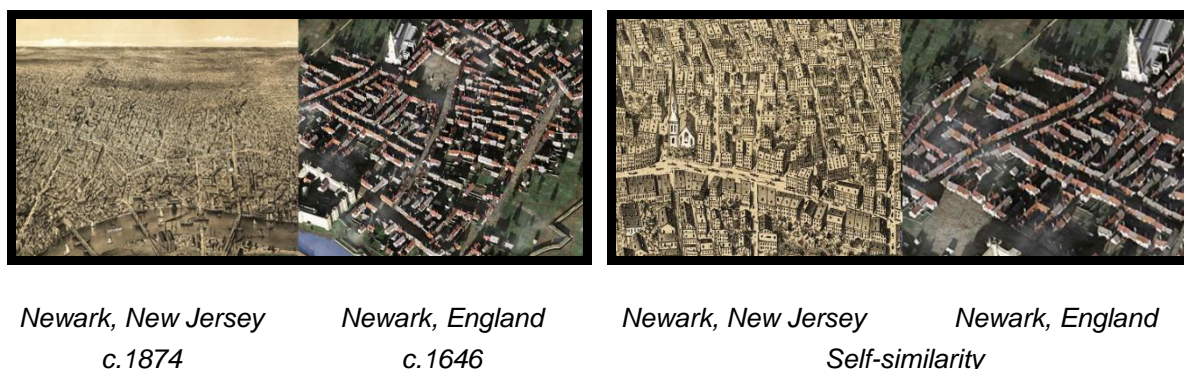 Newark, New Jersey Newark, England Newark, New Jersey Newark, England
c.1874 c.1646 Self-similarity